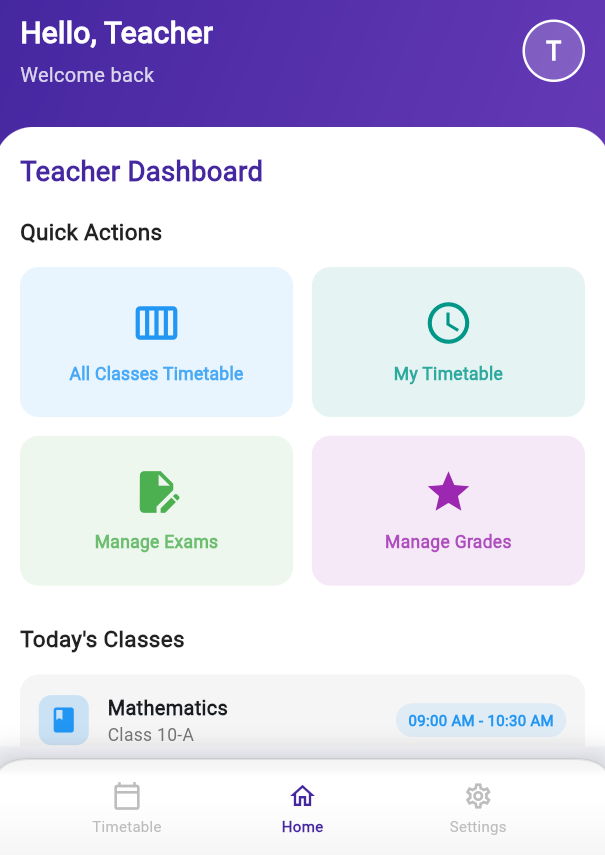 Hello, Teacher
T
Welcome back
Teacher Dashboard
Quick Actions
All Classes Timetable
My Timetable
Manage Exams
Manage Grades
Today's Classes
Mathematics
Class 10-A
09:00 AM - 10:30 AM
Timetable
Home
Settings